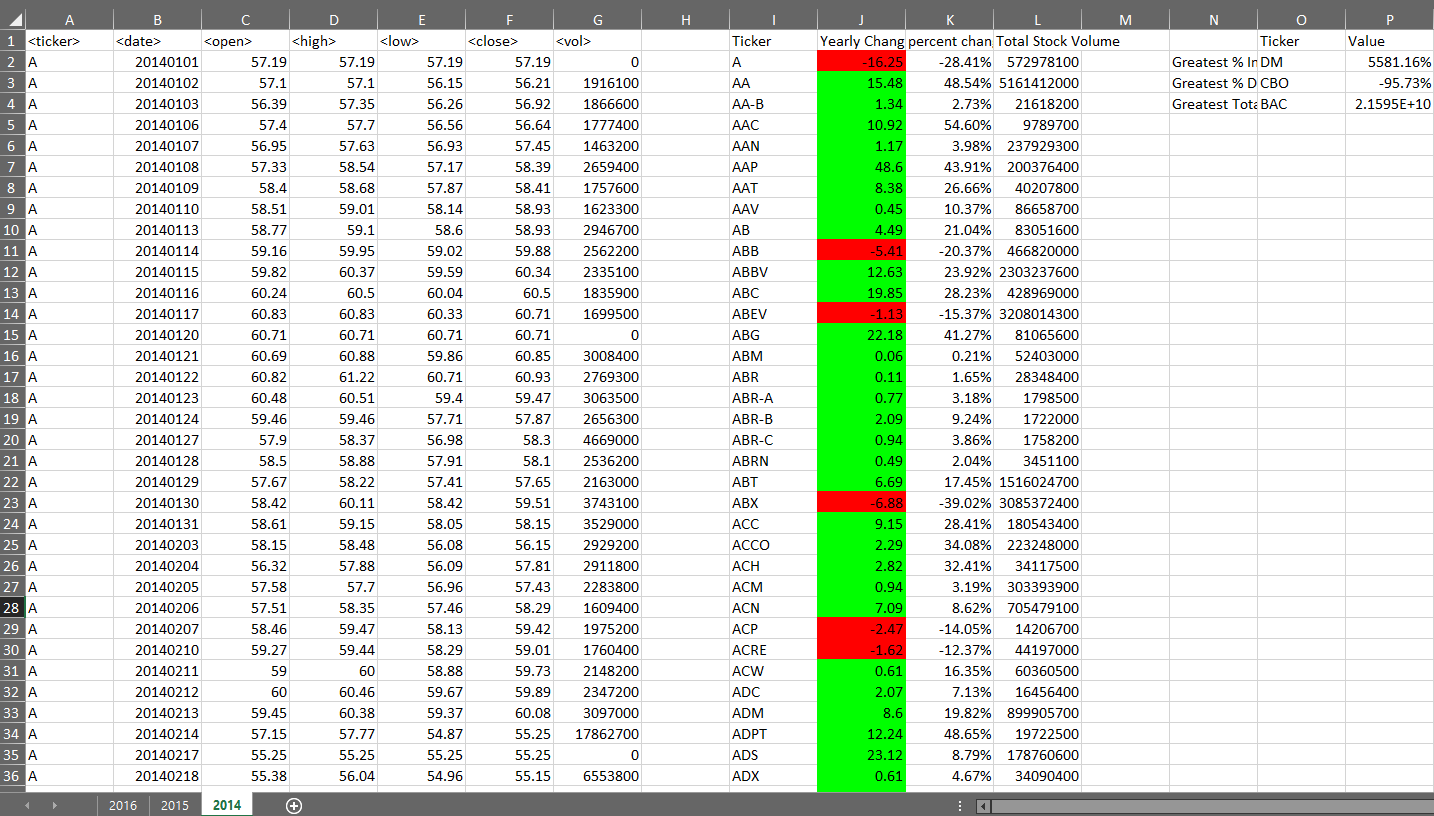 A B C D E F G H I J K L M N O P
1 <ticker> <date> <open> <high> <low> <close> <vol> Ticker Yearly Chang percent chan Total Stock Volume Ticker Value
2 A 20140101 57.19 57.19 57.19 57.19 0 A -16.25 -28.41% 572978100 Greatest % In DM 5581.16%
3 A 20140102 57.1 57.1 56.15 56.21 1916100 AA 15.48 48.54% 5161412000 Greatest % D CBO -95.73%
4 A 20140103 56.39 57.35 56.26 56.92 1866600 AA-B 1.34 2.73% 21618200 Greatest Tota BAC 2.1595E+10
5 A 20140106 57.4 57.7 56.56 56.64 1777400 AAC 10.92 54.60% 9789700
6 A 20140107 56.95 57.63 56.93 57.45 1463200 AAN 1.17 3.98% 237929300
7 A 20140108 57.33 58.54 57.17 58.39 2659400 AAP 48.6 43.91% 200376400
8 A 20140109 58.4 58.68 57.87 58.41 1757600 AAT 8.38 26.66% 40207800
9 A 20140110 58.51 59.01 58.14 58.93 1623300 AAV 0.45 10.37% 86658700
10 A 20140113 58.77 59.1 58.6 58.93 2946700 AB 4.49 21.04% 83051600
11 A 20140114 59.16 59.95 59.02 59.88 2562200 ABB -5.41 -20.37% 466820000
12 A 20140115 59.82 60.37 59.59 60.34 2335100 ABBV 12.63 23.92% 2303237600
13 A 20140116 60.24 60.5 60.04 60.5 1835900 ABC 19.85 28.23% 428969000
14 A 20140117 60.83 60.83 60.33 60.71 1699500 ABEV -1.13 -15.37% 3208014300
15 A 20140120 60.71 60.71 60.71 60.71 0 ABG 22.18 41.27% 81065600
16 A 20140121 60.69 60.88 59.86 60.85 3008400 ABM 0.06 0.21% 52403000
17 A 20140122 60.82 61.22 60.71 60.93 2769300 ABR 0.11 1.65% 28348400
18 A 20140123 60.48 60.51 59.4 59.47 3063500 ABR-A 0.77 3.18% 1798500
19 A 20140124 59.46 59.46 57.71 57.87 2656300 ABR-B 2.09 9.24% 1722000
20 A 20140127 57.9 58.37 56.98 58.3 4669000 ABR-C 0.94 3.86% 1758200
21 A 20140128 58.5 58.88 57.91 58.1 2536200 ABRN 0.49 2.04% 3451100
22 A 20140129 57.67 58.22 57.41 57.65 2163000 ABT 6.69 17.45% 1516024700
23 A 20140130 58.42 60.11 58.42 59.51 3743100 ABX -6.88 -39.02% 3085372400
24 A 20140131 58.61 59.15 58.05 58.15 3529000 ACC 9.15 28.41% 180543400
25 A 20140203 58.15 58.48 56.08 56.15 2929200 ACCO 2.29 34.08% 223248000
26 A 20140204 56.32 57.88 56.09 57.81 2911800 ACH 2.82 32.41% 34117500
27 A 20140205 57.58 57.7 56.96 57.43 2283800 ACM 0.94 3.19% 303393900
28 A 20140206 57.51 58.35 57.46 58.29 1609400 ACN 7.09 8.62% 705479100
29 A 20140207 58.46 59.47 58.13 59.42 1975200 ACP -2.47 -14.05% 14206700
30 A 20140210 59.27 59.44 58.29 59.01 1760400 ACRE -1.62 -12.37% 44197000
31 A 20140211 59 60 58.88 59.73 2148200 ACW 0.61 16.35% 60360500
32 A 20140212 60 60.46 59.67 59.89 2347200 ADC 2.07 7.13% 16456400
33 A 20140213 59.45 60.38 59.37 60.08 3097000 ADM 8.6 19.82% 899905700
34 A 20140214 57.15 57.77 54.87 55.25 17862700 ADPT 12.24 48.65% 19722500
35 A 20140217 55.25 55.25 55.25 55.25 0 ADS 23.12 8.79% 178760600
36 A 20140218 55.38 56.04 54.96 55.15 6553800 ADX 0.61 4.67% 34090400
2016 2015 2014